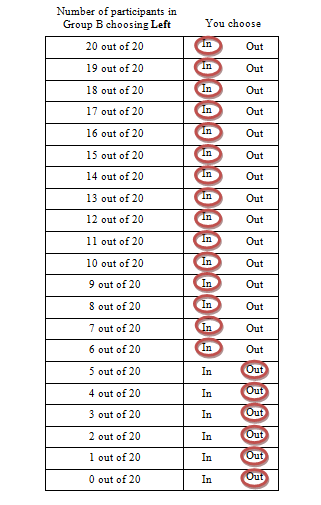 Number of participants in
Group B choosing Left You choose
20 out of 20 In Out
19 out of 20 In Out
18 out of 20 In Out
17 out of 20 In Out
16 out of 20 In Out
15 out of 20 In Out
14 out of 20 In Out
13 out of 20 In Out
12 out of 20 In Out
11 out of 20 In Out
10 out of 20 In Out
9 out of 20 In Out
8 out of 20 In Out
7 out of 20 In Out
6 out of 20 In Out
5 out of 20 In Out
4 out of 20 In Out
3 out of 20 In Out
2 out of 20 In Out
1 out of 20 In Out
0 out of 20 In Out